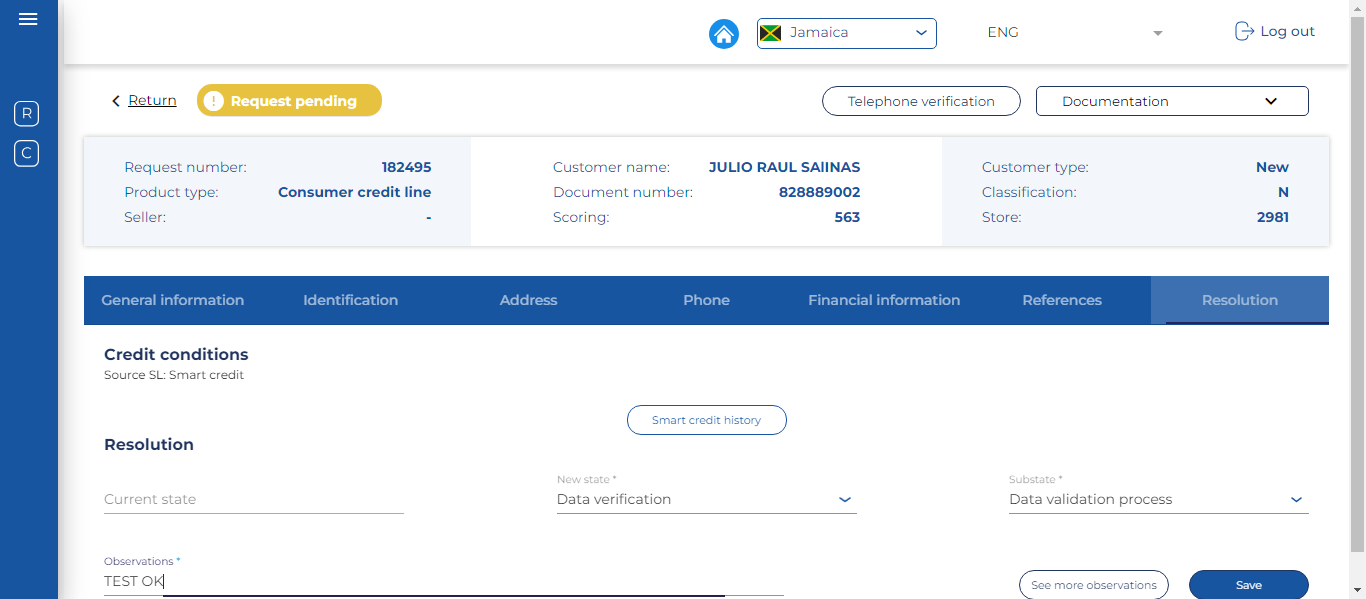 Jamaica
ENG
Log out
R
C
Return
! Request pending
Telephone verification
Documentation
Request number: 182495
Product type: Consumer credit line
Seller: -
Customer name: JULIO RAUL SAlINAS
Document number: 828889002
Scoring: 563
Customer type: New
Classification: N
Store: 2981
General information
Identification
Address
Phone
Financial information
References
Resolution
Credit conditions
Source SL: Smart credit
Smart credit history
Resolution
Current state
New state *
Data verification
Substate *
Data validation process
Observations *
TEST OK
See more observations
Save